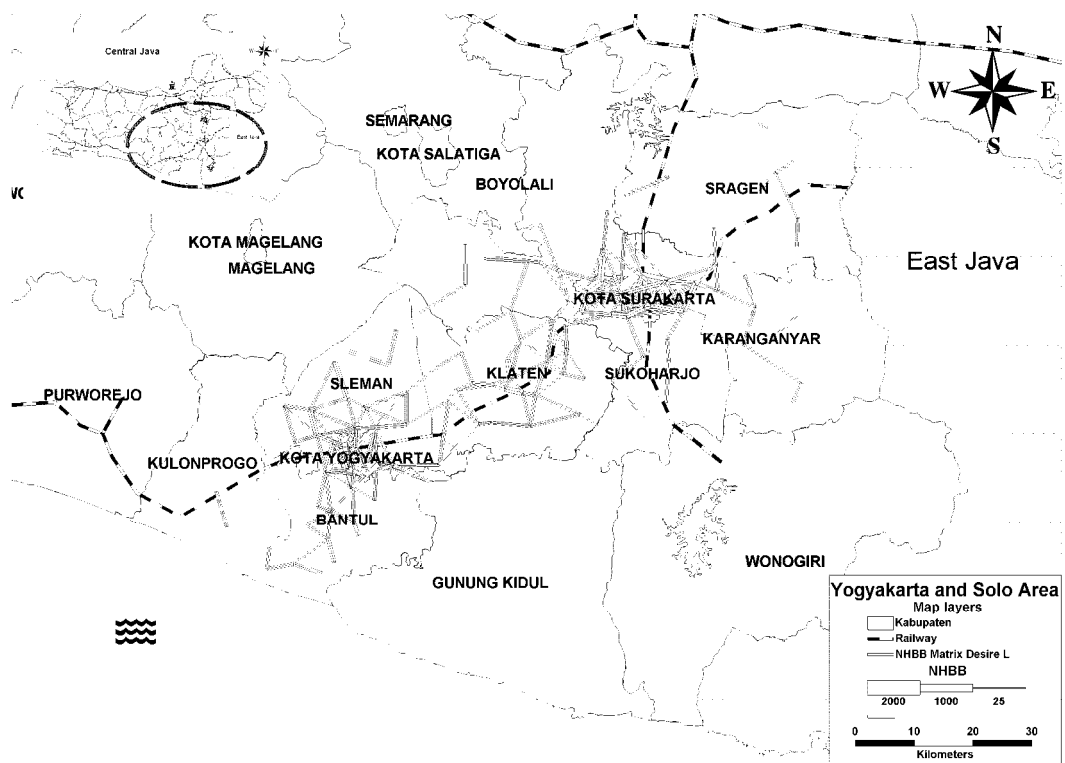 Central Java
N
W E
S
East Java
SEMARANG
KOTA SALATIGA
BOYOLALI
SRAGEN
KOTA MAGELANG
MAGELANG
East Java
KOTA SURAKARTA
KARANGANYAR
SLEMAN
KLATEN
SUKOHARJO
PURWOREJO
KULONPROGO
KOTA YOGYAKARTA
BANTUL
GUNUNG KIDUL
WONOGIRI
Yogyakarta and Solo Area
Map layers
Kabupaten
Railway
NHBB Matrix Desire L
NHBB
2000 1000 25
0 10 20 30
Kilometers